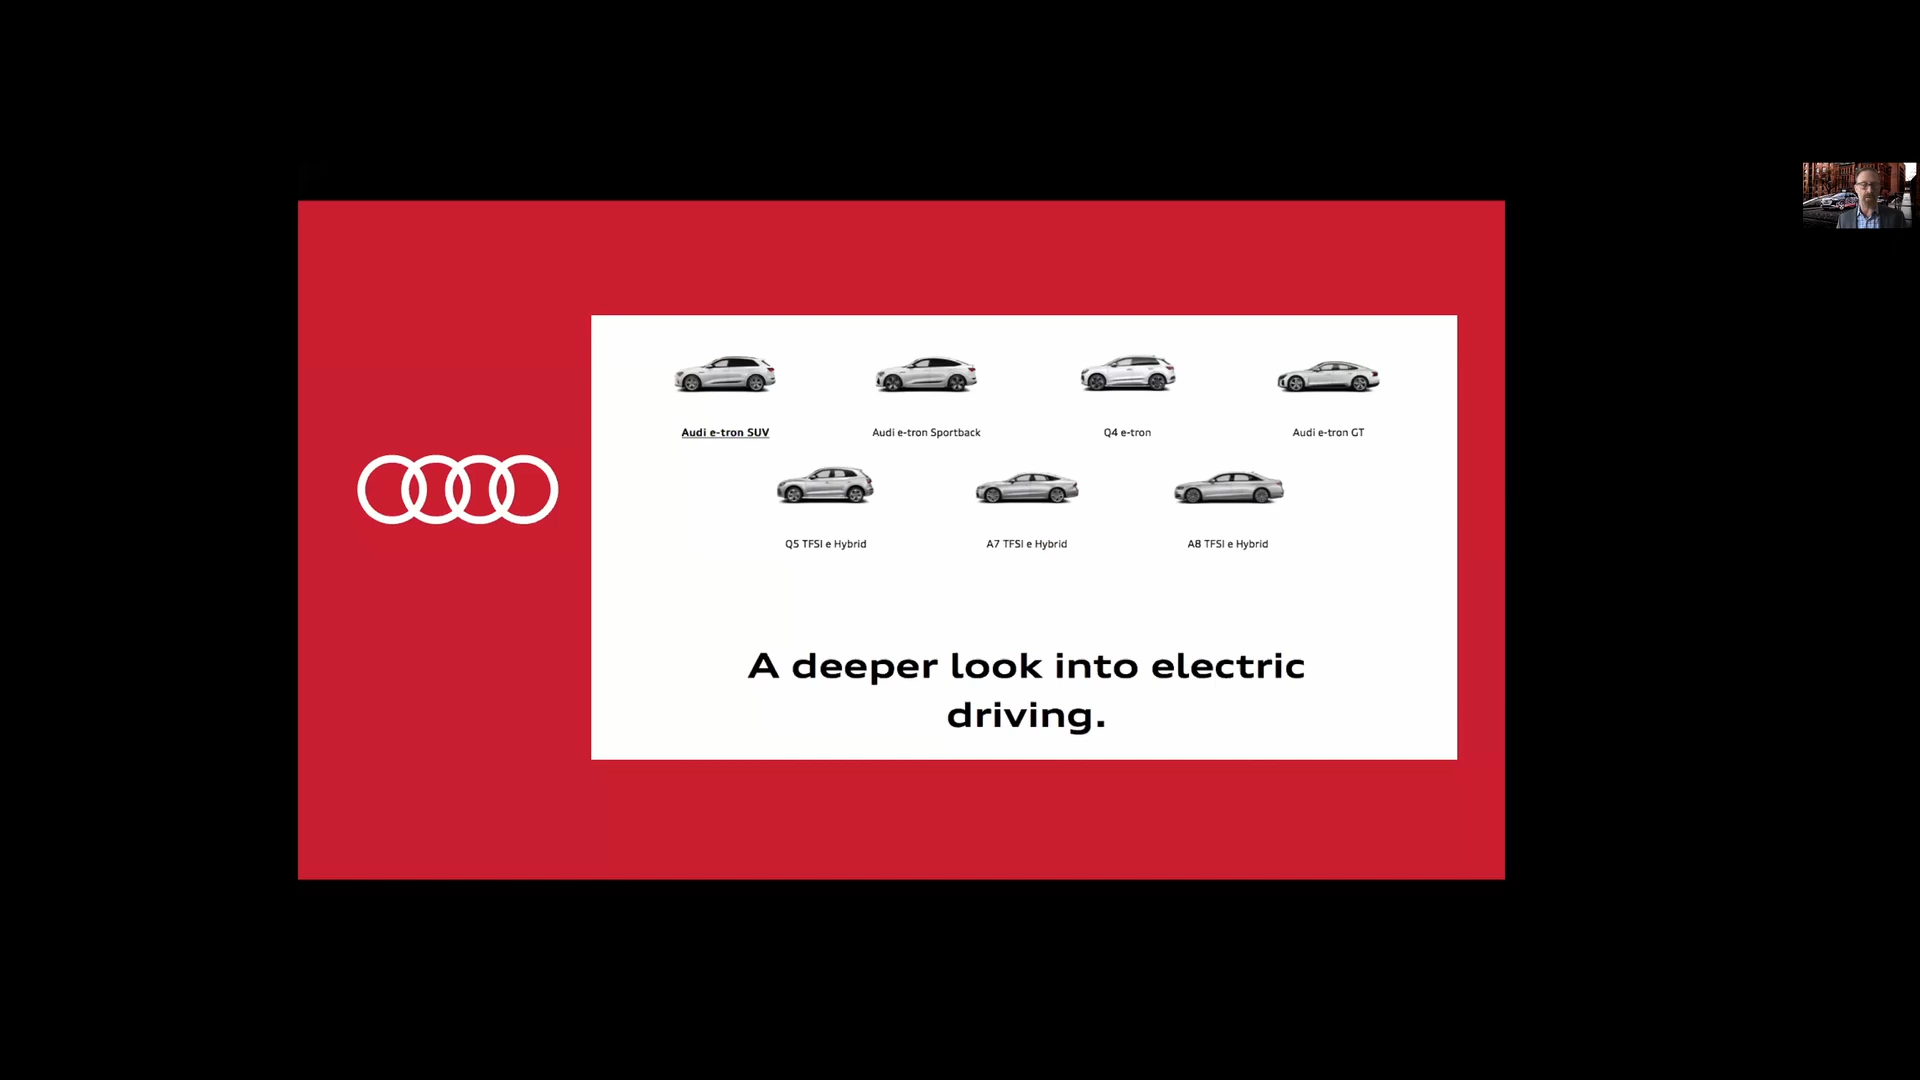 Audi e-tron SUV
Audi e-tron Sportback
Q4 e-tron
Audi e-tron GT
Q5 TFSI e Hybrid
A7 TFSI e Hybrid
A8 TFSI e Hybrid
A deeper look into electric
driving.